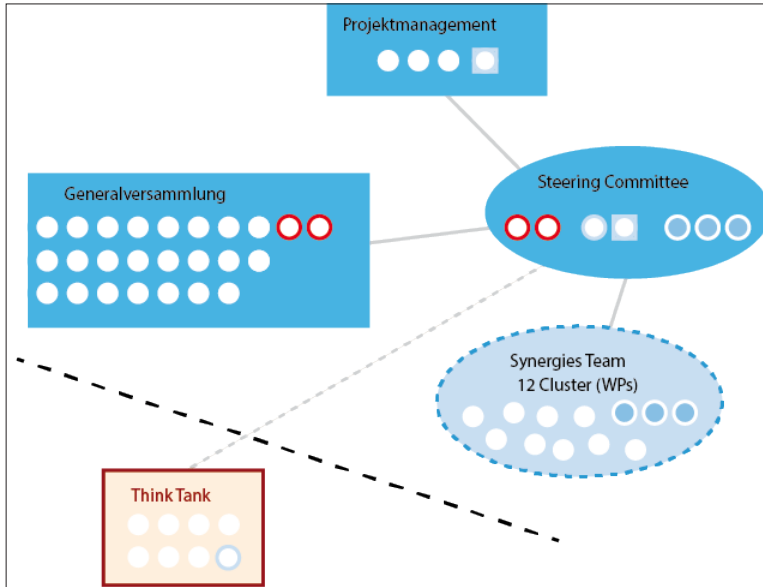 Projektmanagement
Generalversammlung
Steering Committee
Synergies Team
12 Cluster (WPs)
Think Tank